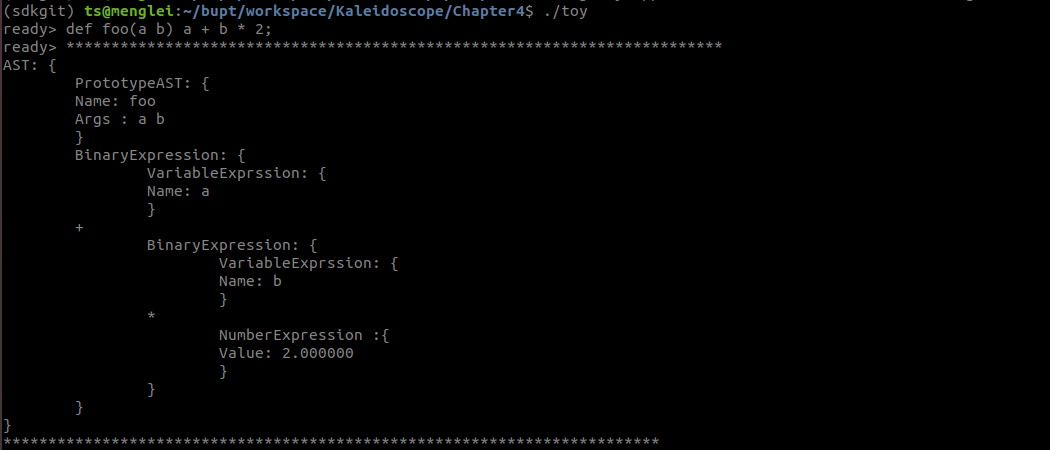 (sdkgit) ts@menglei:~/bupt/workspace/Kaleidoscope/Chapter4$ ./toy
ready> def foo(a b) a + b * 2;
ready> *************************************************************************
AST: {
PrototypeAST: {
Name: foo
Args : a b
}
BinaryExpression: {
VariableExprssion: {
Name: a
}
+
BinaryExpression: {
VariableExprssion: {
Name: b
}
*
NumberExpression :{
Value: 2.000000
}
}
}
}
*************************************************************************